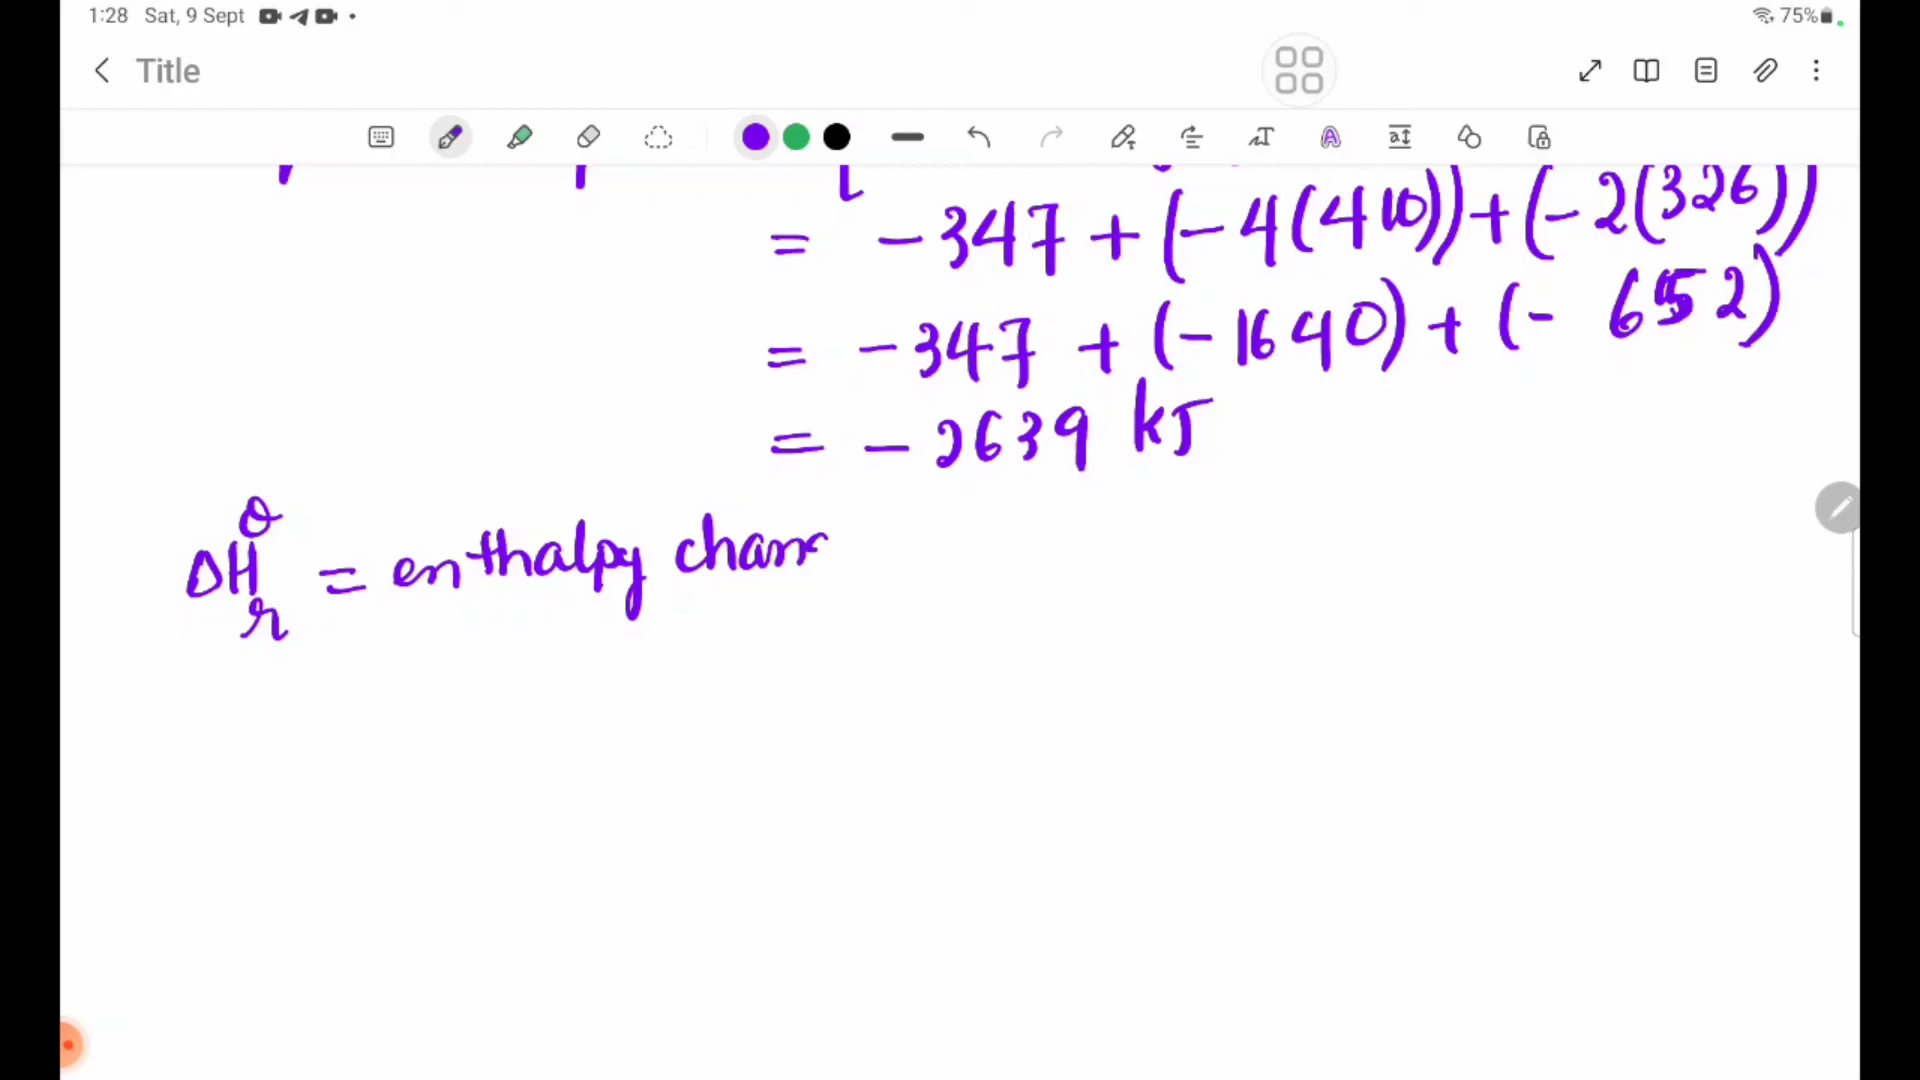 1:28 Sat, 9 Sept 75%
Title
= -347 + (-4(410)) + (-2(326))
= -347 + (-1640) + (- 652)
= -2639 kJ
ΔH°r = enthalpy chan